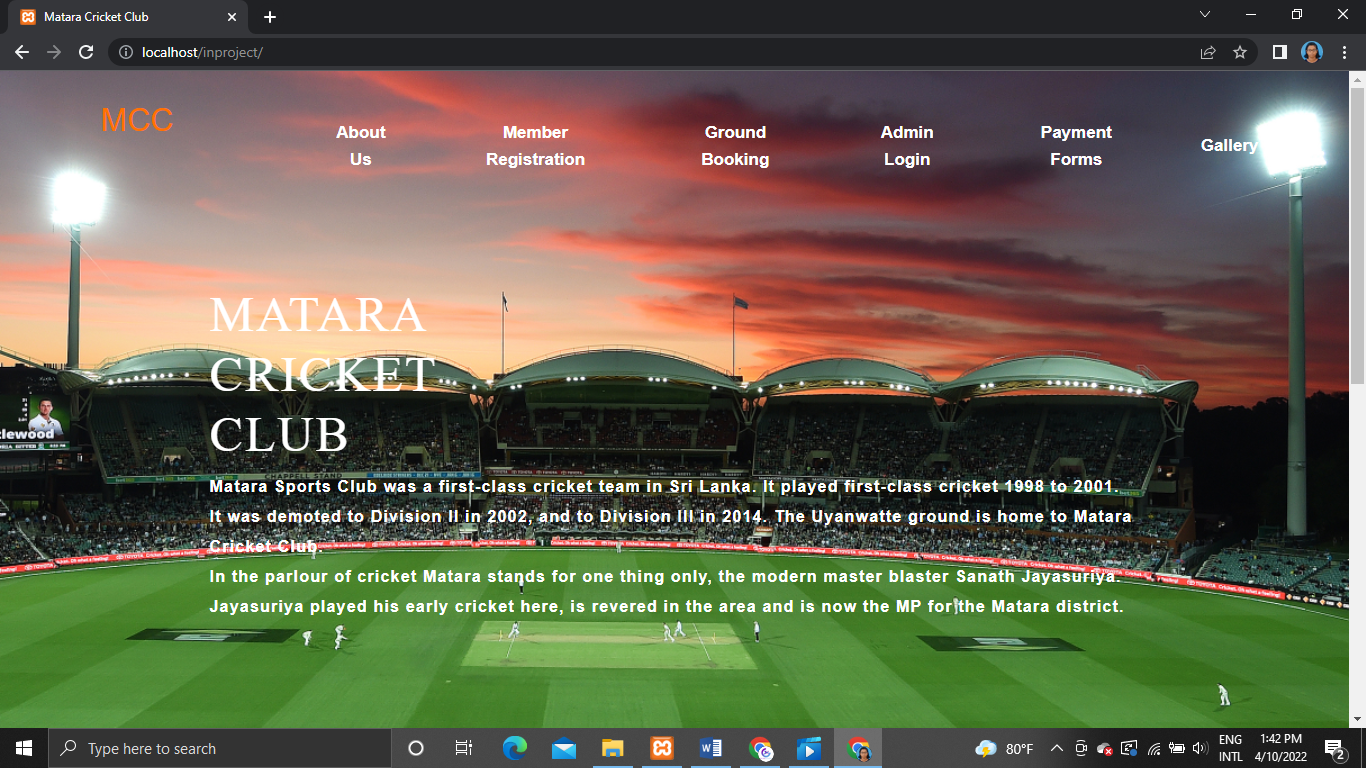 Matara Cricket Club
localhost/inproject/
MCC
About
Us
Member
Registration
Ground
Booking
Admin
Login
Payment
Forms
Gallery
MATARA
CRICKET
CLUB
Matara Sports Club was a first-class cricket team in Sri Lanka. It played first-class cricket 1998 to 2001.
It was demoted to Division II in 2002, and to Division III in 2014. The Uyanwatte ground is home to Matara
Cricket Club.
In the parlour of cricket Matara stands for one thing only, the modern master blaster Sanath Jayasuriya.
Jayasuriya played his early cricket here, is revered in the area and is now the MP for the Matara district.
tlewood
Type here to search
80°F
ENG
INTL
1:42 PM
4/10/2022
2